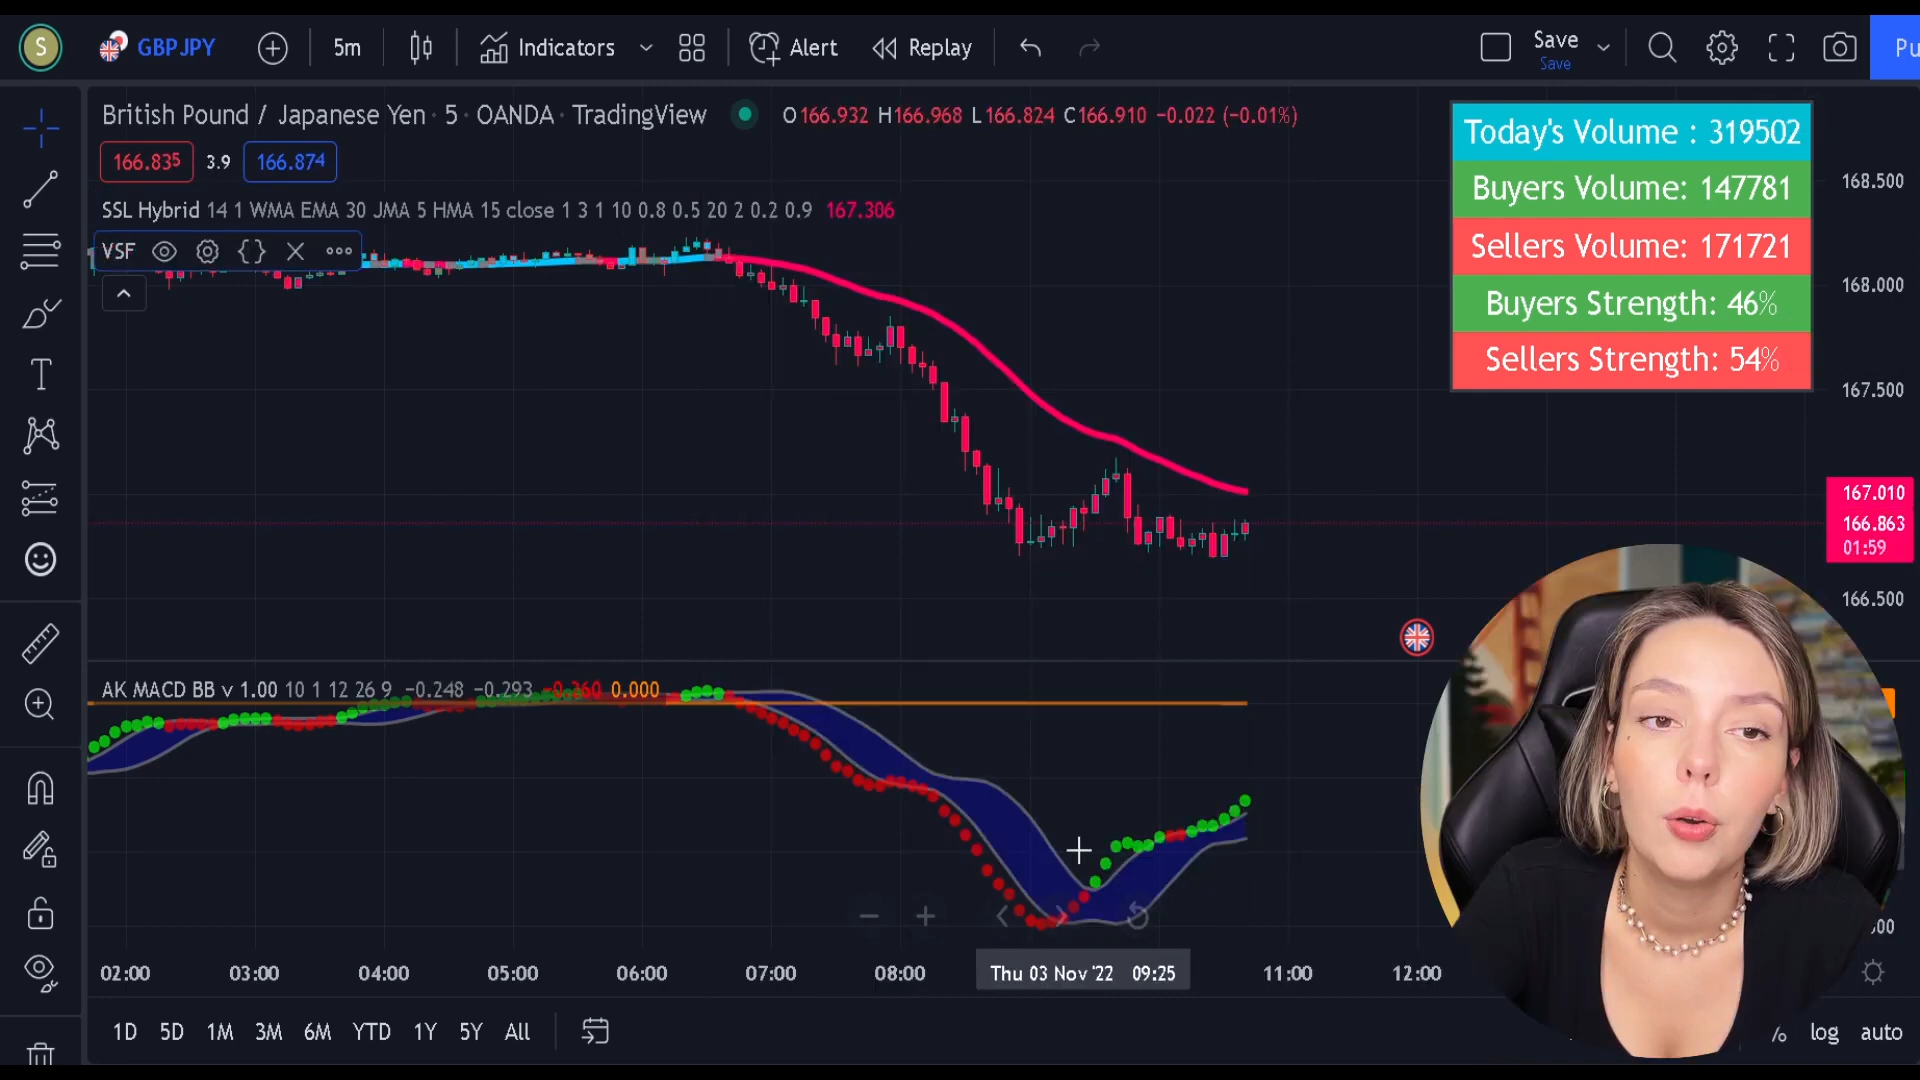 S GBPJPY 5m Indicators Alert Replay Save Pu
Save
British Pound / Japanese Yen · 5 · OANDA · TradingView O166.932 H166.968 L166.824 C166.910 −0.022 (−0.01%)
166.835 3.9 166.874
SSL Hybrid 14 1 WMA EMA 30 JMA 5 HMA 15 close 1 3 1 10 0.8 0.5 20 2 0.2 0.9 167.306
VSF
Today's Volume : 319502
Buyers Volume: 147781
Sellers Volume: 171721
Buyers Strength: 46%
Sellers Strength: 54%
168.500
168.000
167.500
167.010
166.863
01:59
166.500
AK MACD BB v 1.00 10 1 12 26 9 −0.248 −0.293 −0.360 0.000
02:00 03:00 04:00 05:00 06:00 07:00 08:00 Thu 03 Nov '22 09:25 11:00 12:00
1D 5D 1M 3M 6M YTD 1Y 5Y All log auto